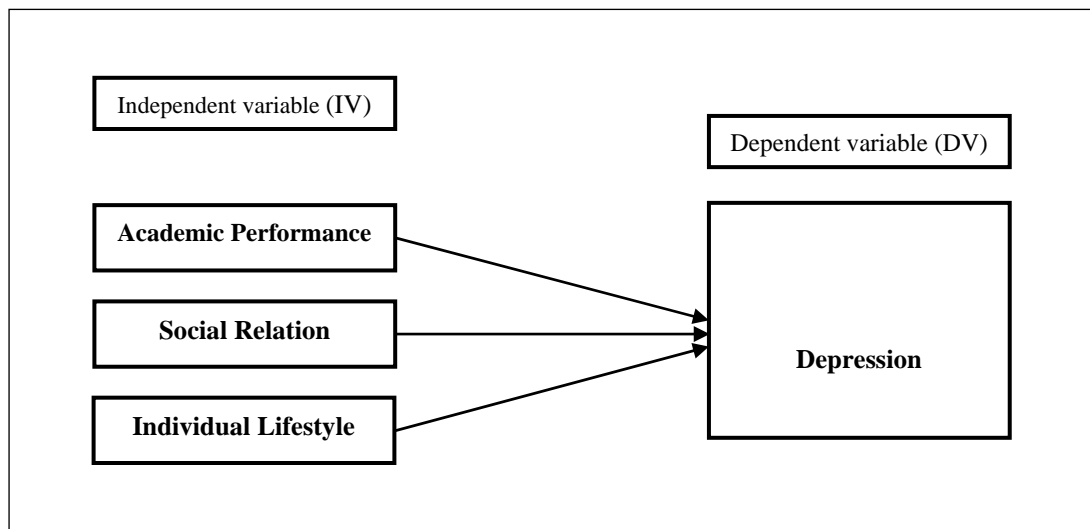 Independent variable (IV)
Dependent variable (DV)
Academic Performance
Social Relation
Individual Lifestyle
Depression